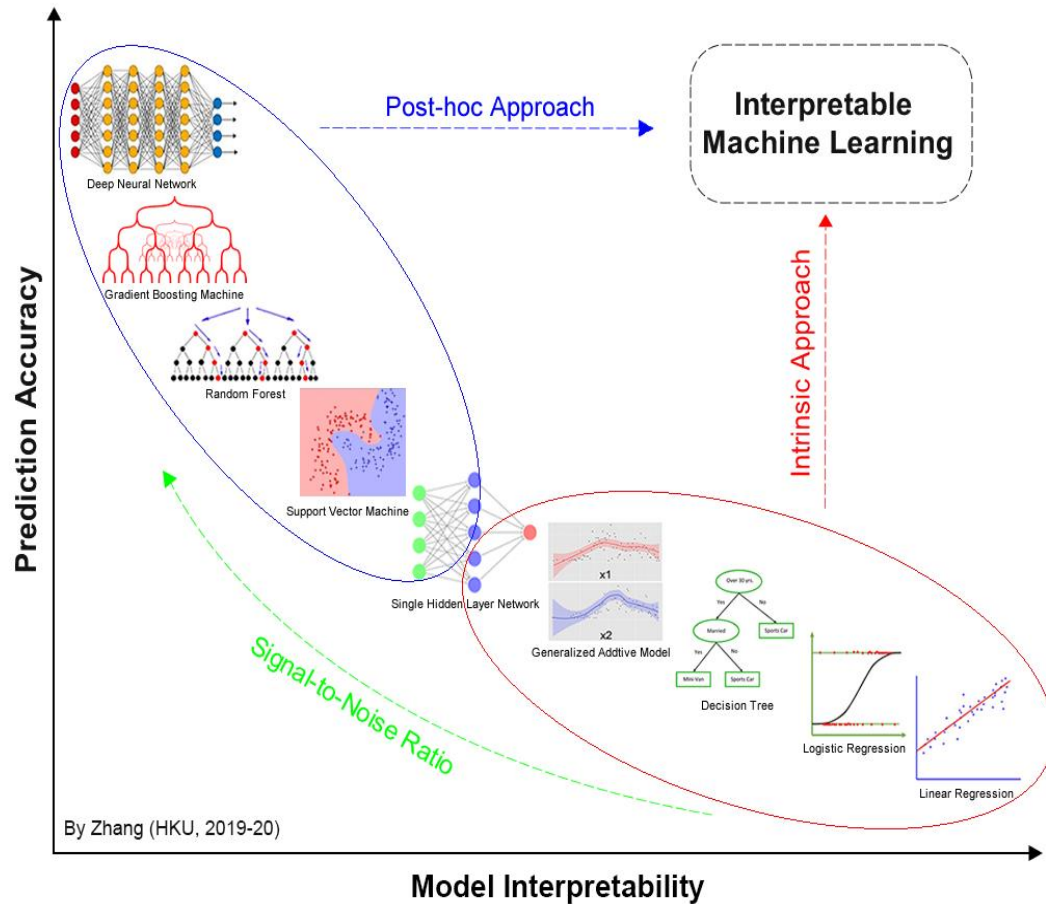 Post-hoc Approach
Interpretable
Machine Learning
Deep Neural Network
Gradient Boosting Machine
Random Forest
Support Vector Machine
Single Hidden Layer Network
x1
x2
Generalized Addtive Model
Over 30 yrs.
Yes
No
Married
Sports Car
Yes
No
Mini Van
Sports Car
Decision Tree
Logistic Regression
Linear Regression
Intrinsic Approach
Signal-to-Noise Ratio
Prediction Accuracy
By Zhang (HKU, 2019-20)
Model Interpretability